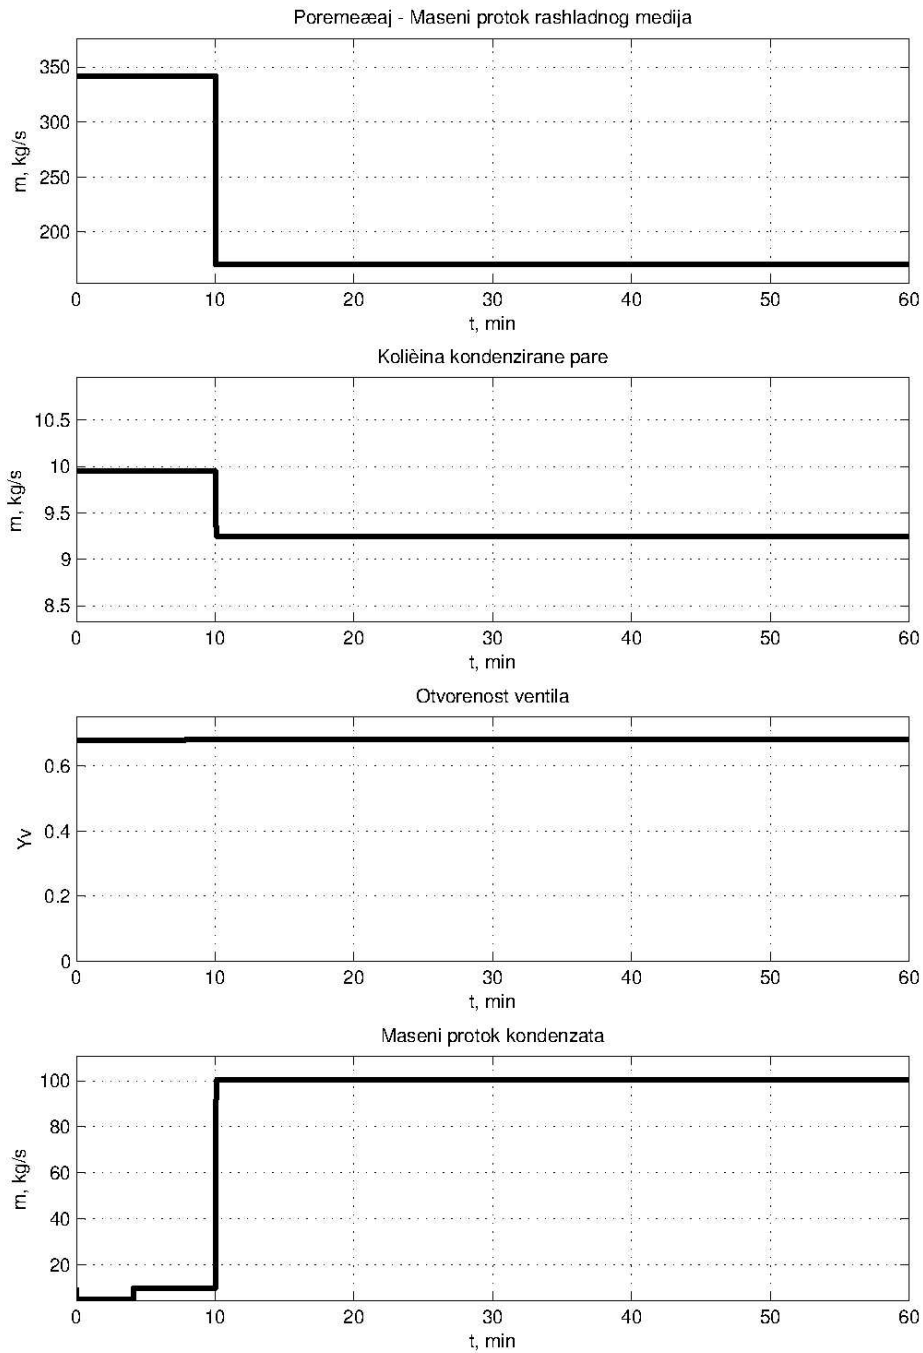 Poremeæaj - Maseni protok rashladnog medija
350
300
250
200
m, kg/s
0 10 20 30 40 50 60
t, min
Kolièina kondenzirane pare
10.5
10
9.5
9
8.5
m, kg/s
0 10 20 30 40 50 60
t, min
Otvorenost ventila
0.6
0.4
0.2
0
Yv
0 10 20 30 40 50 60
t, min
Maseni protok kondenzata
100
80
60
40
20
m, kg/s
0 10 20 30 40 50 60
t, min